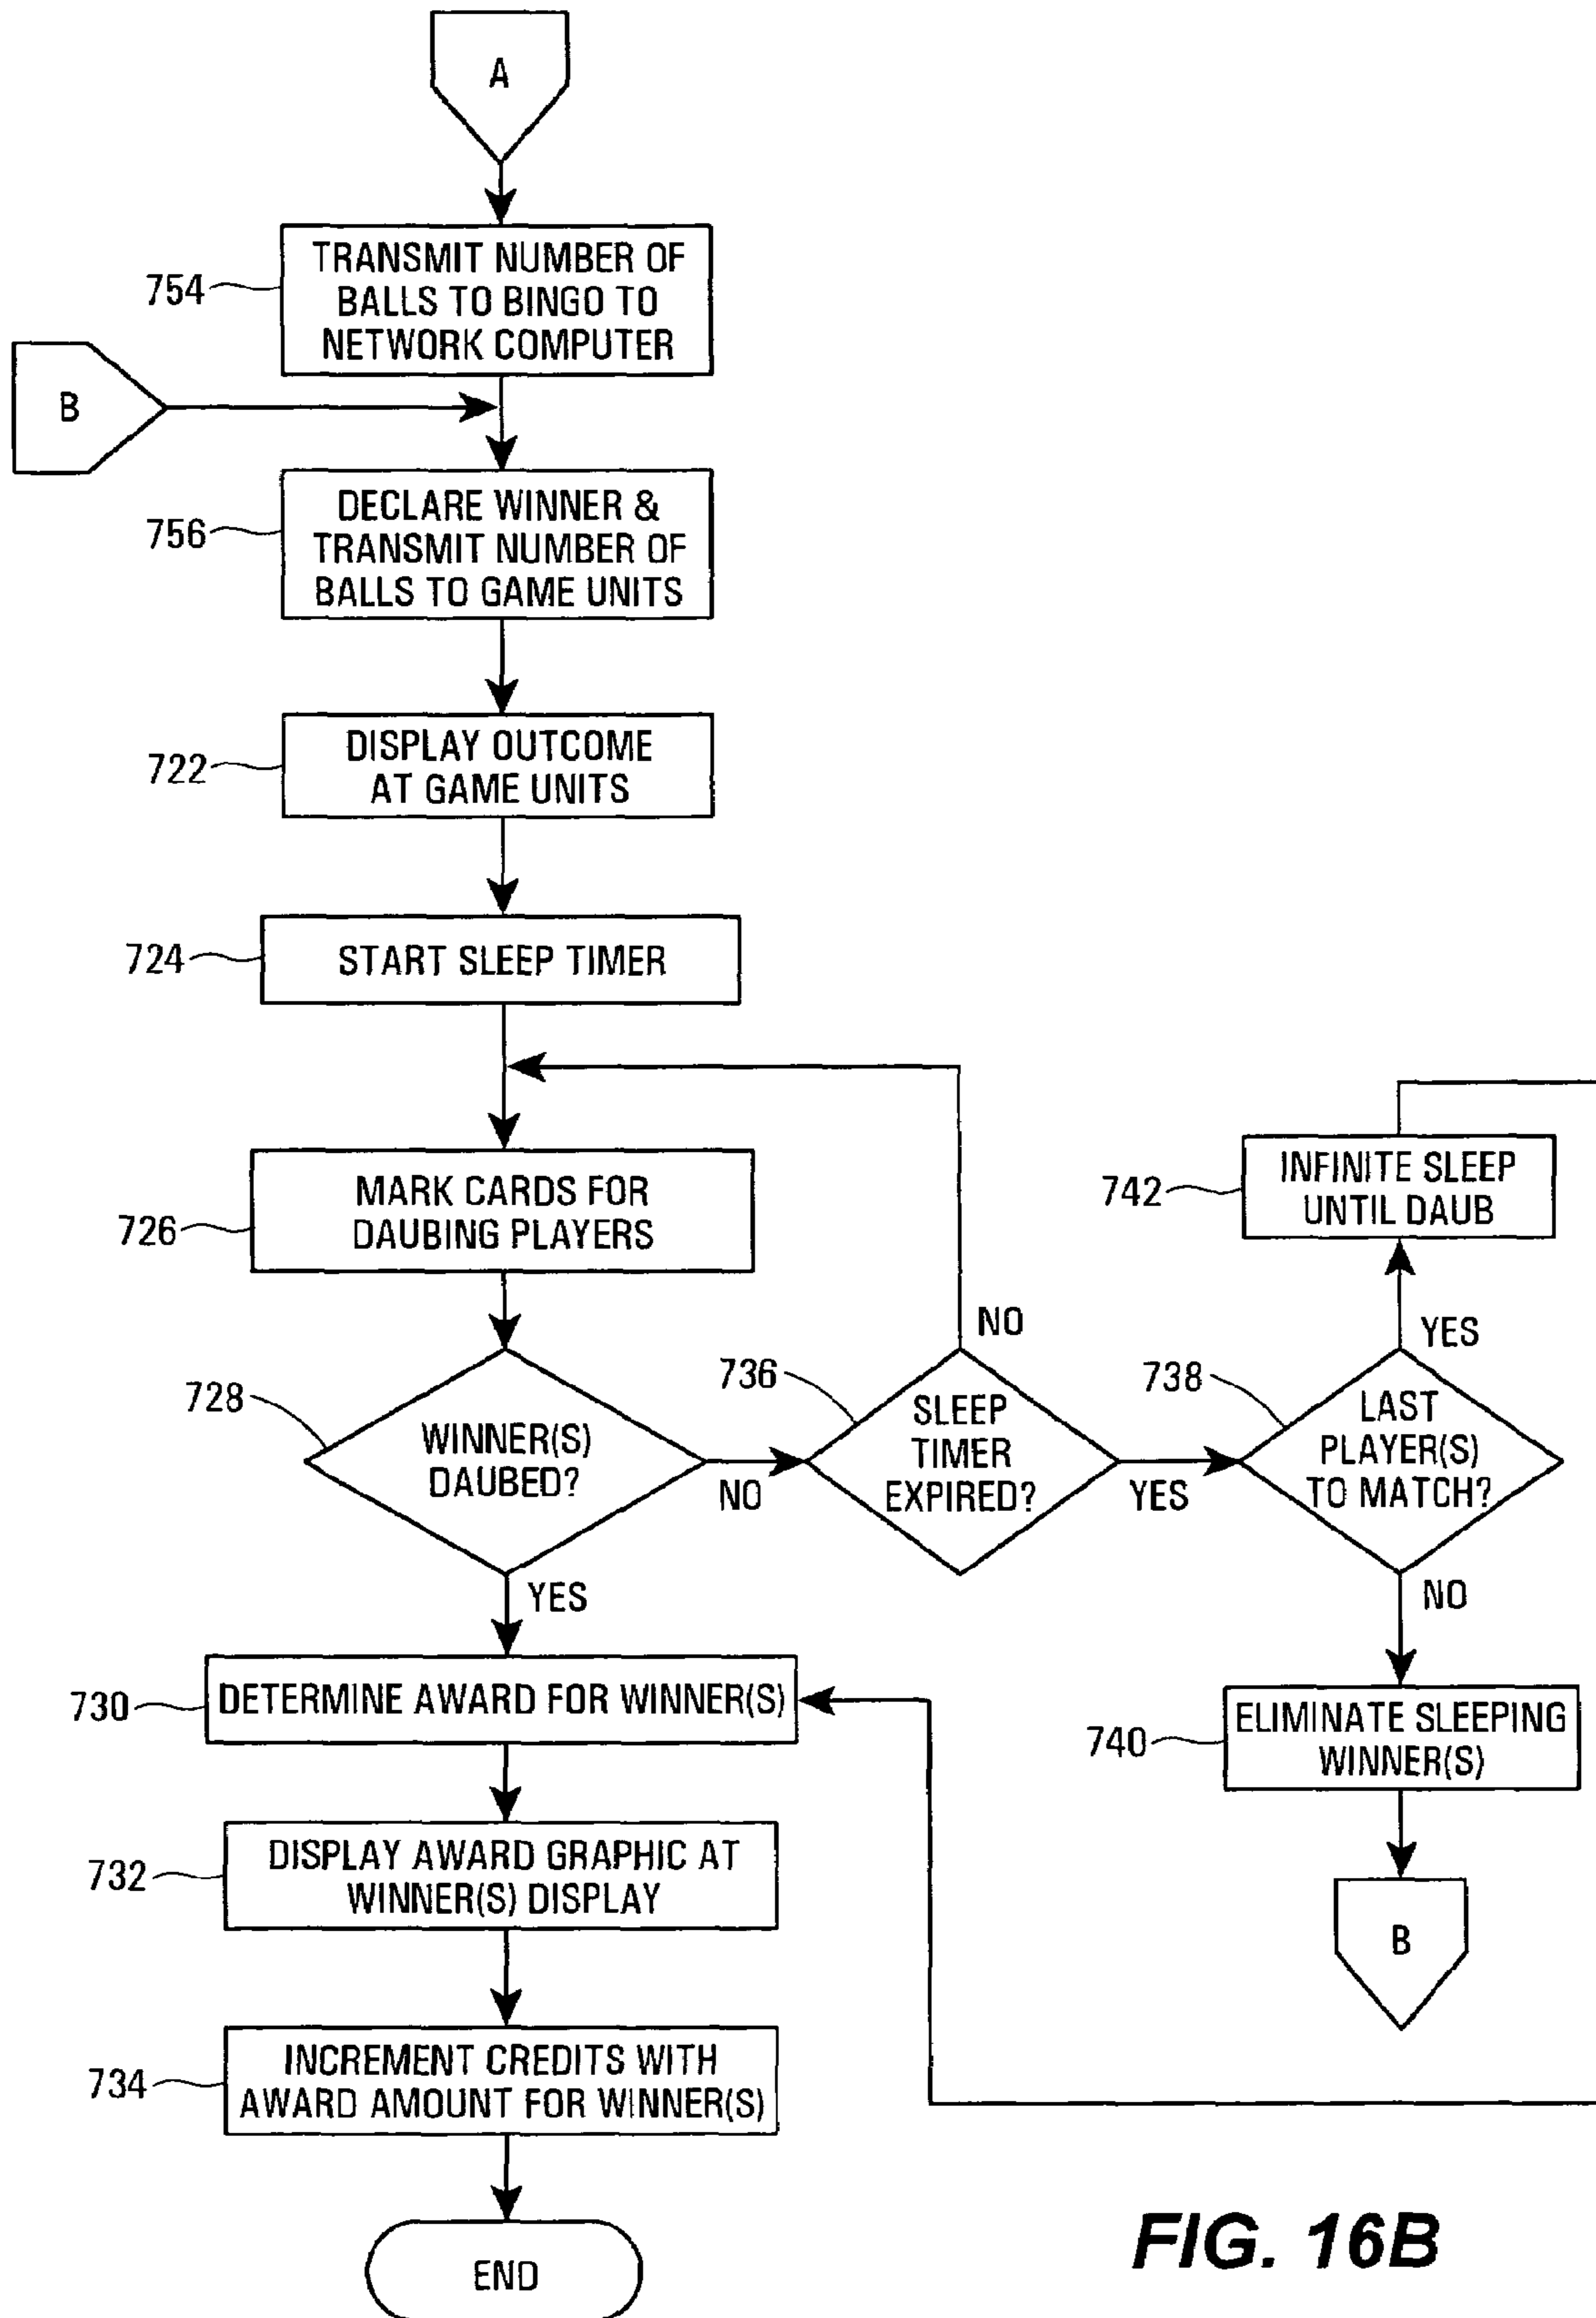 A
754
TRANSMIT NUMBER OF
BALLS TO BINGO TO
NETWORK COMPUTER
B
756
DECLARE WINNER &
TRANSMIT NUMBER OF
BALLS TO GAME UNITS
722
DISPLAY OUTCOME
AT GAME UNITS
724
START SLEEP TIMER
726
MARK CARDS FOR
DAUBING PLAYERS
742
INFINITE SLEEP
UNTIL DAUB
NO
YES
728
WINNER(S)
DAUBED?
NO
YES
736
SLEEP
TIMER
EXPIRED?
YES
738
LAST
PLAYER(S)
TO MATCH?
NO
730
DETERMINE AWARD FOR WINNER(S)
740
ELIMINATE SLEEPING
WINNER(S)
732
DISPLAY AWARD GRAPHIC AT
WINNER(S) DISPLAY
B
734
INCREMENT CREDITS WITH
AWARD AMOUNT FOR WINNER(S)
END
FIG. 16B